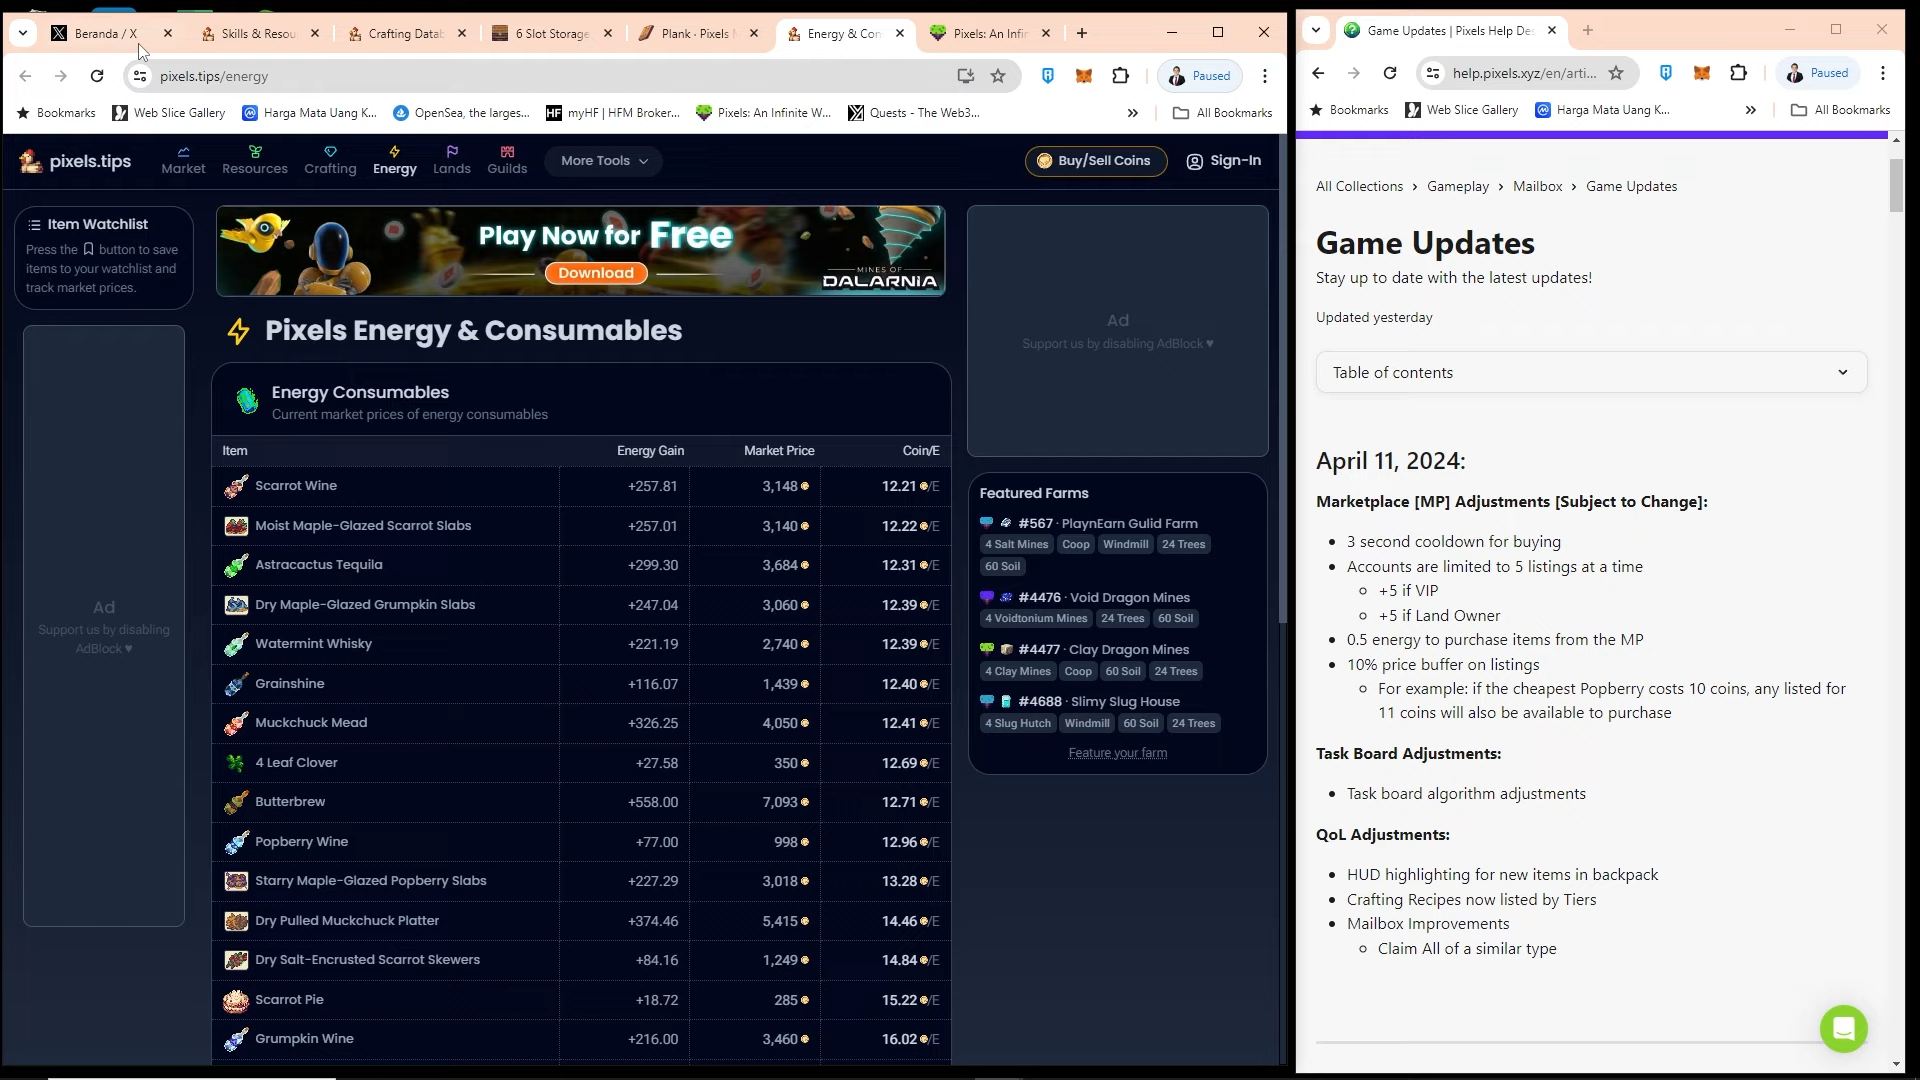 Beranda / X
Skills & Resou
Crafting Datab
6 Slot Storage
Plank · Pixels M
Energy & Con
Pixels: An Infin
pixels.tips/energy
Paused
Bookmarks
Web Slice Gallery
Harga Mata Uang K...
OpenSea, the larges...
myHF | HFM Broker...
Pixels: An Infinite W...
Quests - The Web3...
»
All Bookmarks
pixels.tips
Market
Resources
Crafting
Energy
Lands
Guilds
More Tools
Buy/Sell Coins
Sign-In
Item Watchlist
Press the button to save
items to your watchlist and
track market prices.
Ad
Support us by disabling
AdBlock ♥
Play Now for Free
Download
MINES OF
DALARNIA
Pixels Energy & Consumables
Energy Consumables
Current market prices of energy consumables
Item Energy Gain Market Price Coin/E
Scarrot Wine +257.81 3,148 12.21 /E
Moist Maple-Glazed Scarrot Slabs +257.01 3,140 12.22 /E
Astracactus Tequila +299.30 3,684 12.31 /E
Dry Maple-Glazed Grumpkin Slabs +247.04 3,060 12.39 /E
Watermint Whisky +221.19 2,740 12.39 /E
Grainshine +116.07 1,439 12.40 /E
Muckchuck Mead +326.25 4,050 12.41 /E
4 Leaf Clover +27.58 350 12.69 /E
Butterbrew +558.00 7,093 12.71 /E
Popberry Wine +77.00 998 12.96 /E
Starry Maple-Glazed Popberry Slabs +227.29 3,018 13.28 /E
Dry Pulled Muckchuck Platter +374.46 5,415 14.46 /E
Dry Salt-Encrusted Scarrot Skewers +84.16 1,249 14.84 /E
Scarrot Pie +18.72 285 15.22 /E
Grumpkin Wine +216.00 3,460 16.02 /E
Ad
Support us by disabling AdBlock ♥
Featured Farms
#567 · PlaynEarn Gulid Farm
4 Salt Mines Coop Windmill 24 Trees
60 Soil
#4476 · Void Dragon Mines
4 Voidtonium Mines 24 Trees 60 Soil
#4477 · Clay Dragon Mines
4 Clay Mines Coop 60 Soil 24 Trees
#4688 · Slimy Slug House
4 Slug Hutch Windmill 60 Soil 24 Trees
Feature your farm
Game Updates | Pixels Help Des
help.pixels.xyz/en/arti...
Paused
Bookmarks
Web Slice Gallery
Harga Mata Uang K...
»
All Bookmarks
All Collections > Gameplay > Mailbox > Game Updates
Game Updates
Stay up to date with the latest updates!
Updated yesterday
Table of contents
April 11, 2024:
Marketplace [MP] Adjustments [Subject to Change]:
• 3 second cooldown for buying
• Accounts are limited to 5 listings at a time
+5 if VIP
+5 if Land Owner
• 0.5 energy to purchase items from the MP
• 10% price buffer on listings
For example: if the cheapest Popberry costs 10 coins, any listed for
11 coins will also be available to purchase
Task Board Adjustments:
• Task board algorithm adjustments
QoL Adjustments:
• HUD highlighting for new items in backpack
• Crafting Recipes now listed by Tiers
• Mailbox Improvements
Claim All of a similar type